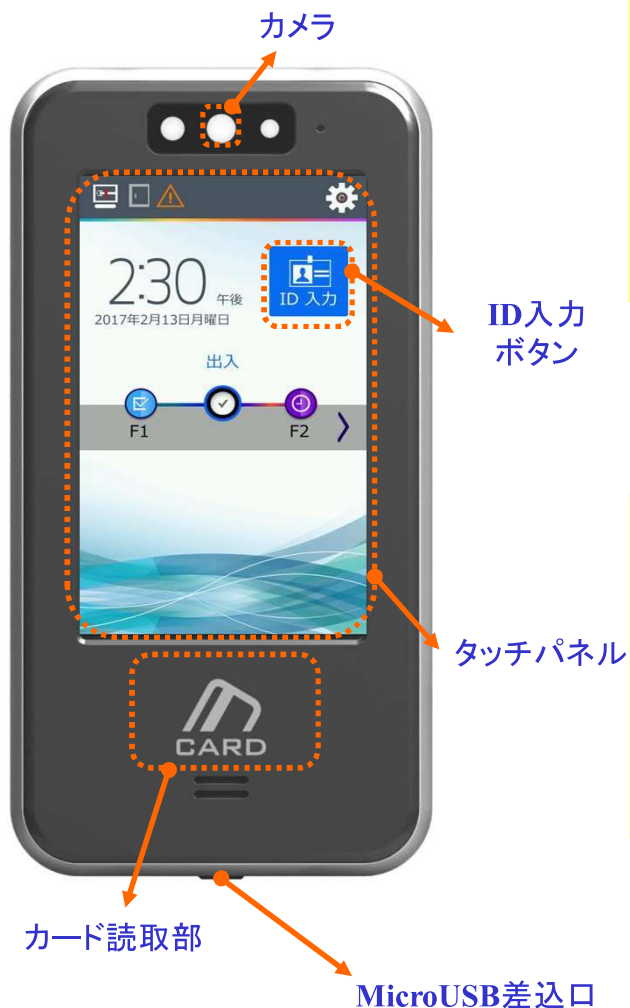 カメラ
2:30 午後
2017年2月13日月曜日
ID 入力
ID入力
ボタン
出入
F1
F2
タッチパネル
CARD
カード読取部
MicroUSB差込口